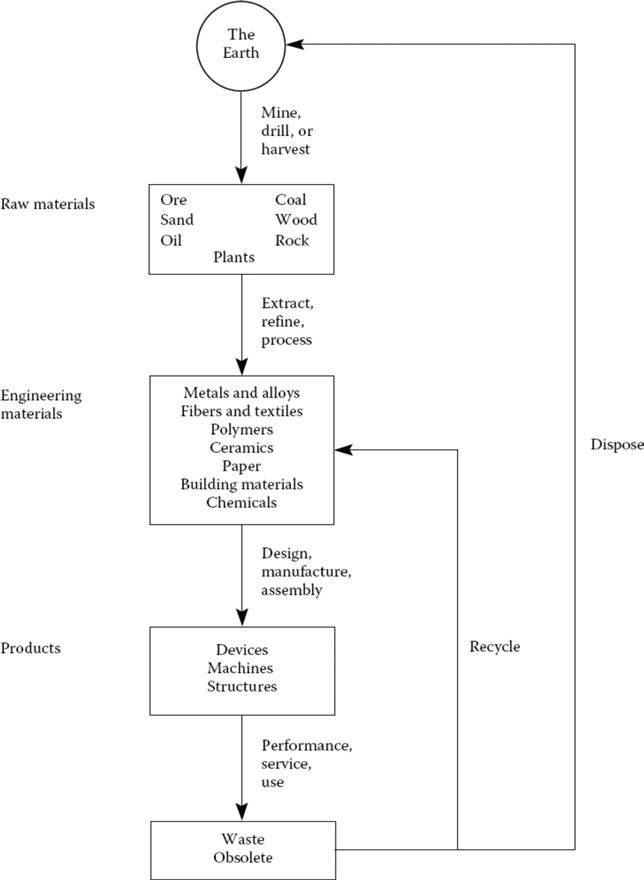 The
Earth
Mine,
drill, or
harvest
Raw materials
Ore
Coal
Sand
Wood
Oil
Rock
Plants
Extract,
refine,
process
Engineering
materials
Metals and alloys
Fibers and textiles
Polymers
Ceramics
Paper
Building materials
Chemicals
Dispose
Design,
manufacture,
assembly
Products
Devices
Machines
Structures
Recycle
Performance,
service,
use
Waste
Obsolete